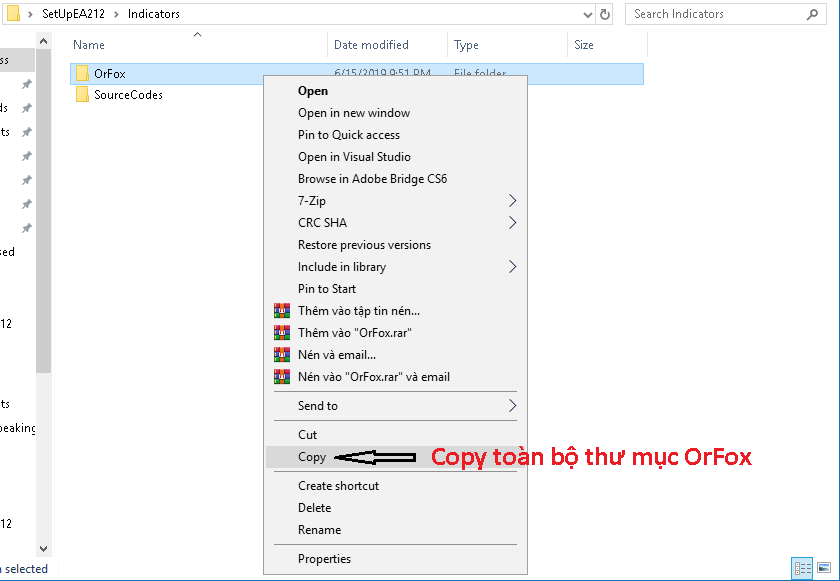 SetUpEA212 > Indicators
Search Indicators
Name
Date modified
Type
Size
OrFox
6/15/2019 9:51 PM
File folder
SourceCodes
Open
Open in new window
Pin to Quick access
Open in Visual Studio
Browse in Adobe Bridge CS6
7-Zip
CRC SHA
Restore previous versions
Include in library
Pin to Start
Thêm vào tập tin nén...
Thêm vào "OrFox.rar"
Nén và email...
Nén vào "OrFox.rar" và email
Send to
Cut
Copy
Copy toàn bộ thư mục OrFox
Create shortcut
Delete
Rename
Properties
ss
ds
ts
sed
12
ts
peaking
12
selected